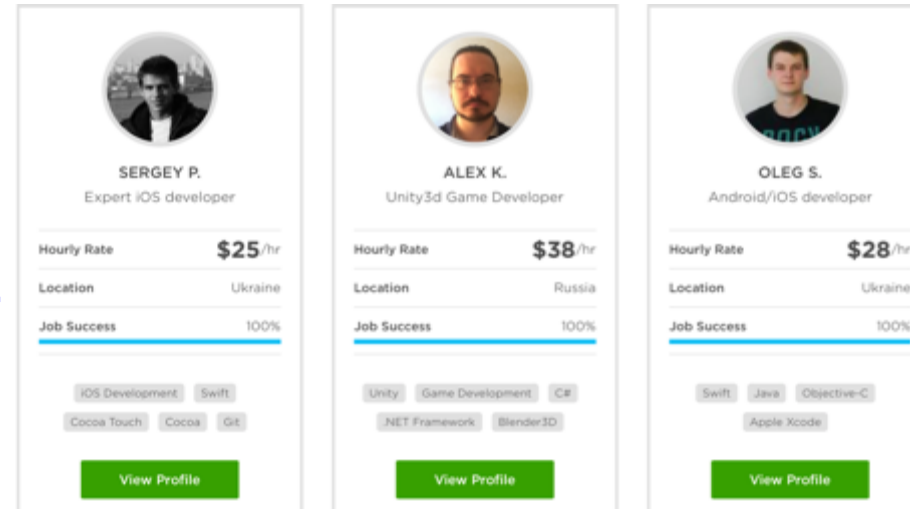 SERGEY P.
Expert iOS developer
Hourly Rate $25/hr
Location Ukraine
Job Success 100%
iOS Development Swift
Cocoa Touch Cocoa Git
View Profile
ALEX K.
Unity3d Game Developer
Hourly Rate $38/hr
Location Russia
Job Success 100%
Unity Game Development C#
.NET Framework Blender3D
View Profile
OLEG S.
Android/iOS developer
Hourly Rate $28/hr
Location Ukraine
Job Success 100%
Swift Java Objective-C
Apple Xcode
View Profile